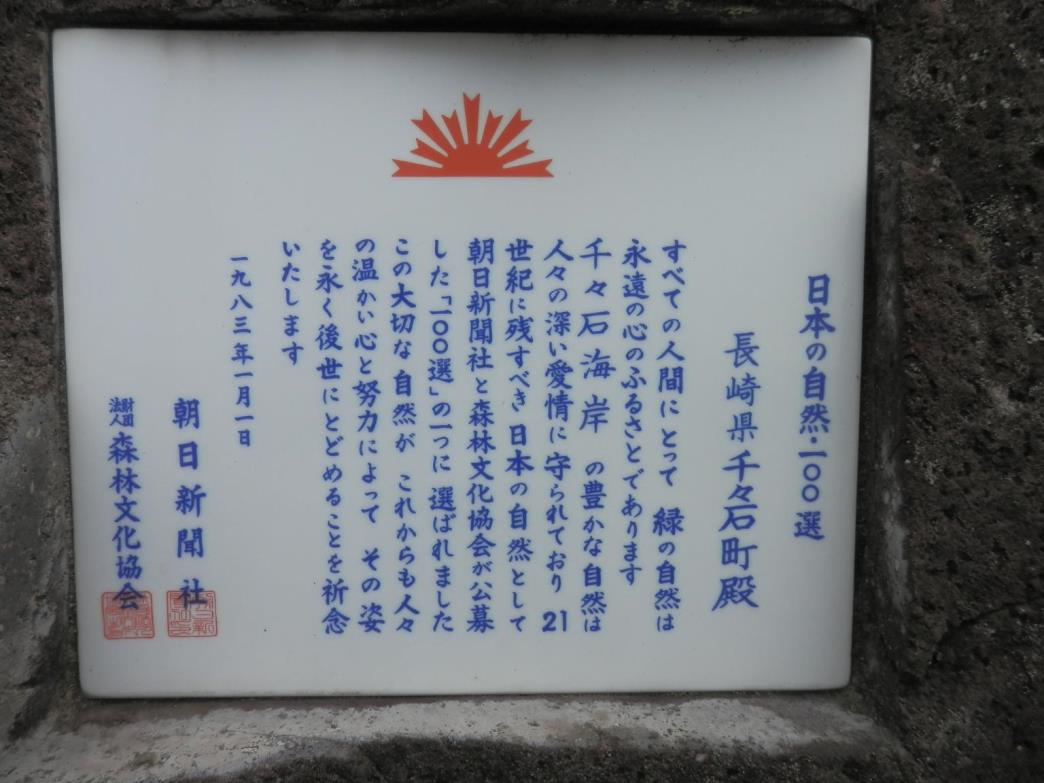 日本の自然・一〇〇選
長崎県千々石町殿
すべての人間にとって 緑の自然は
永遠の心のふるさとであります
千々石海岸 の豊かな自然は
人々の深い愛情に守られており 21
世紀に残すべき 日本の自然として
朝日新聞社と森林文化協会が公募
した「一〇〇選」の一つに 選ばれました
この大切な自然が これからも人々
の温かい心と努力によって その姿
を永く後世にとどめることを祈念
いたします
一九八三年一月一日
朝日新聞社
財団法人 森林文化協会